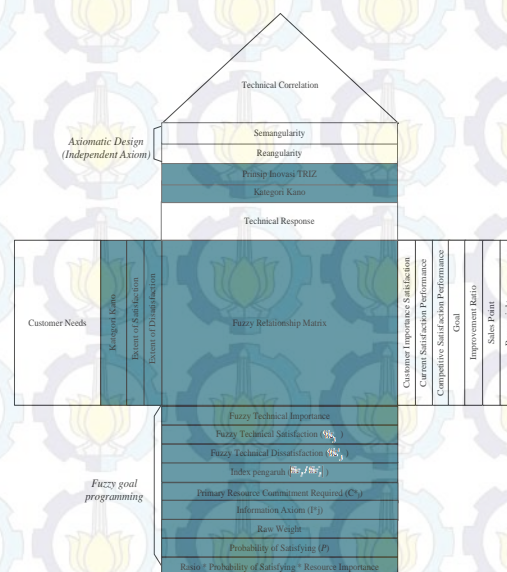 Technical Correlation
Semangularity
Axiomatic Design
(Independent Axiom)
Reangularity
Prinsip Inovasi TRIZ
Kategori Kano
Technical Response
Customer Needs
Kategori Kano
Extent of Satisfaction
Extent of Dissatisfaction
Fuzzy Relationship Matrix
Customer Importance Satisfaction
Current Satisfaction Performance
Competitive Satisfaction Performance
Goal
Improvement Ratio
Sales Point
Fuzzy goal
programming
Fuzzy Technical Importance
Fuzzy Technical Satisfaction
Fuzzy Technical Dissatisfaction
Index pengaruh
Primary Resource Commitment Required
Information Axiom (I*j)
Raw Weight
Probability of Satisfying (P)
Rasio * Probability of Satisfying * Resource Importance